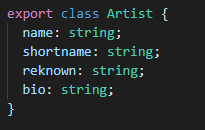 export class Artist {
  name: string;
  shortname: string;
  reknown: string;
  bio: string;
}